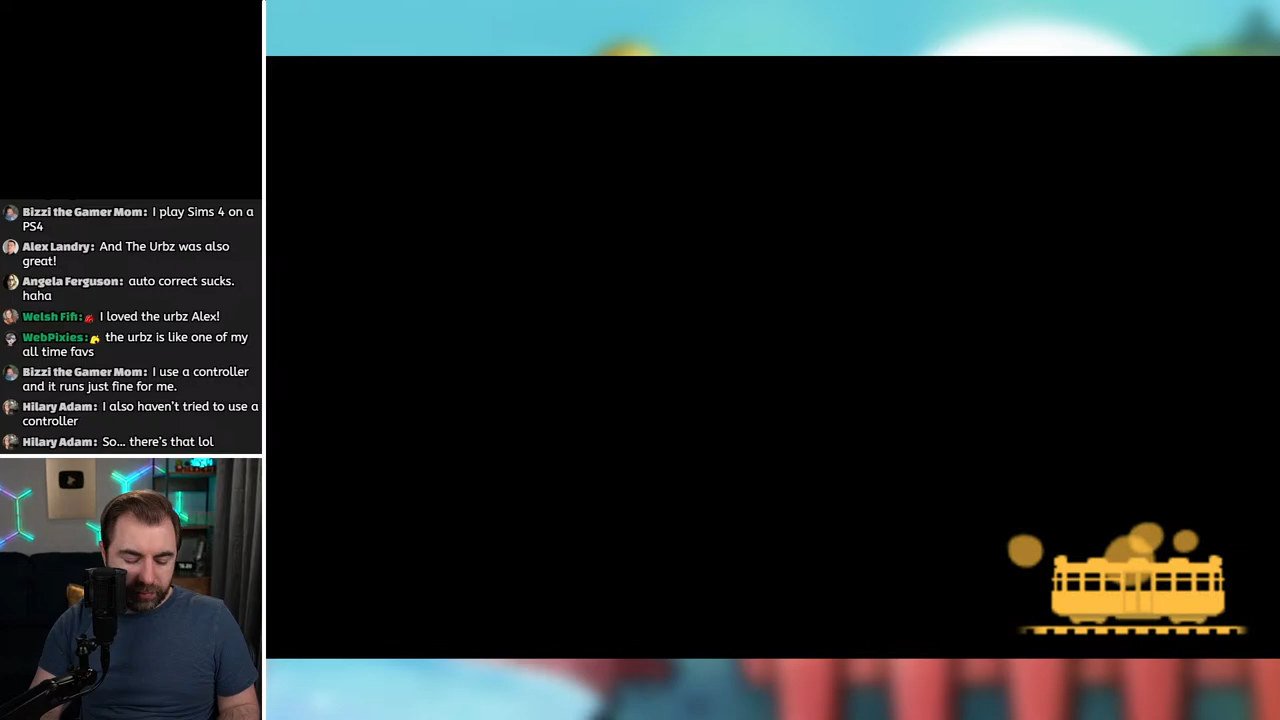 Bizzi the Gamer Mom: I play Sims 4 on a
PS4
Alex Landry: And The Urbz was also
great!
Angela Ferguson: auto correct sucks.
haha
Welsh Fifi: I loved the urbz Alex!
WebPixies: the urbz is like one of my
all time favs
Bizzi the Gamer Mom: I use a controller
and it runs just fine for me.
Hilary Adam: I also haven't tried to use a
controller
Hilary Adam: So... there's that lol